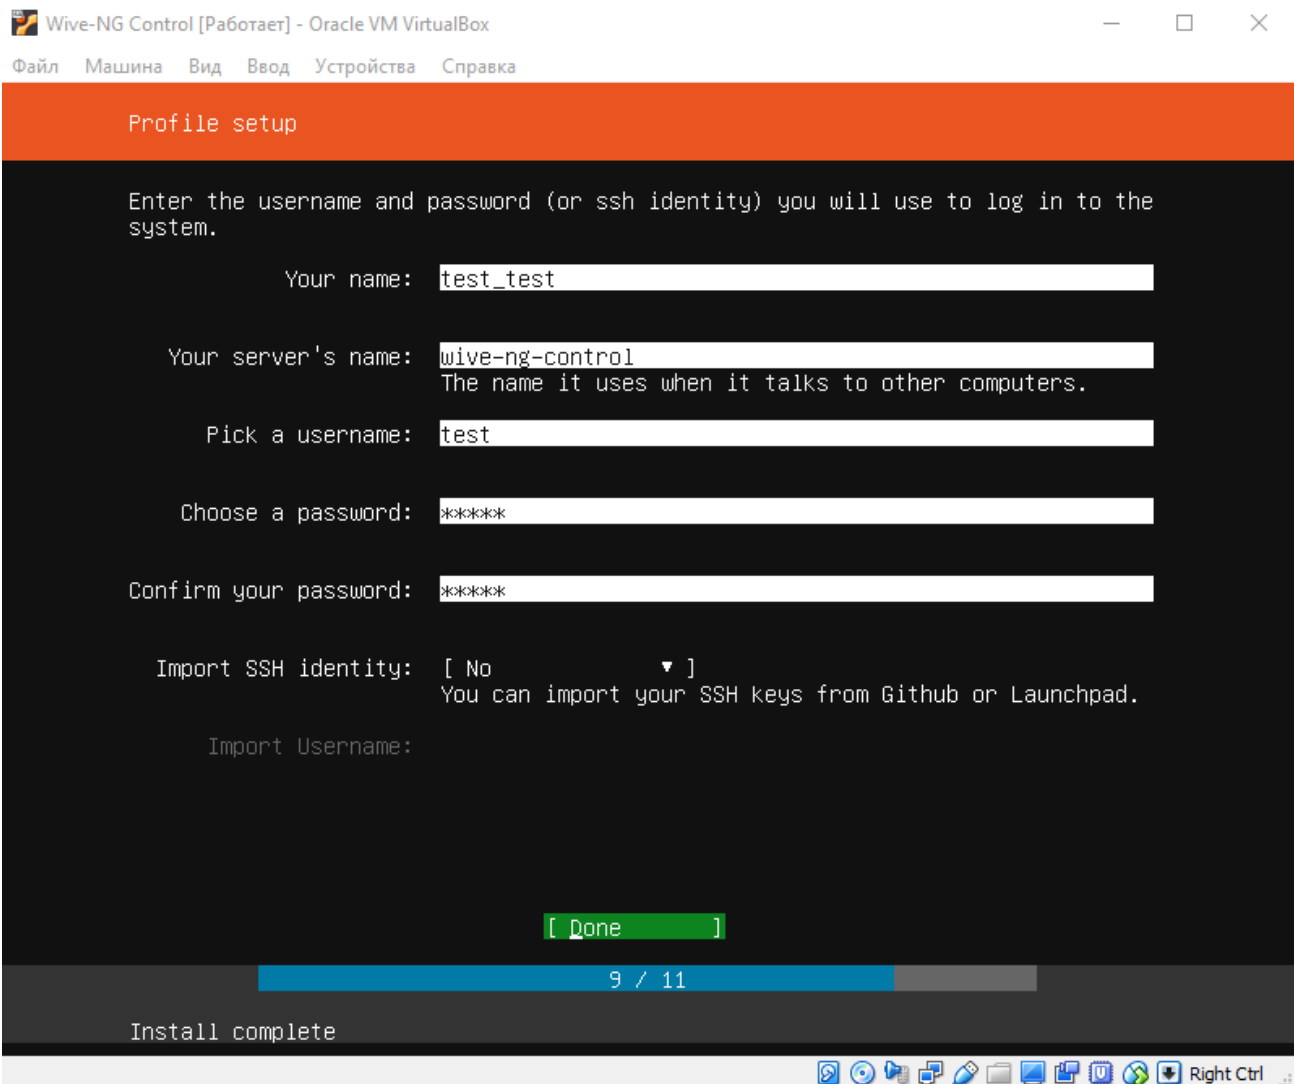 Wive-NG Control [Работает] - Oracle VM VirtualBox
Файл Машина Вид Ввод Устройства Справка
Profile setup
Enter the username and password (or ssh identity) you will use to log in to the
system.
Your name: test_test
Your server's name: wive-ng-control
The name it uses when it talks to other computers.
Pick a username: test
Choose a password: *****
Confirm your password: *****
Import SSH identity: [ No ▼ ]
You can import your SSH keys from Github or Launchpad.
Import Username:
[ Done ]
9 / 11
Install complete
Right Ctrl